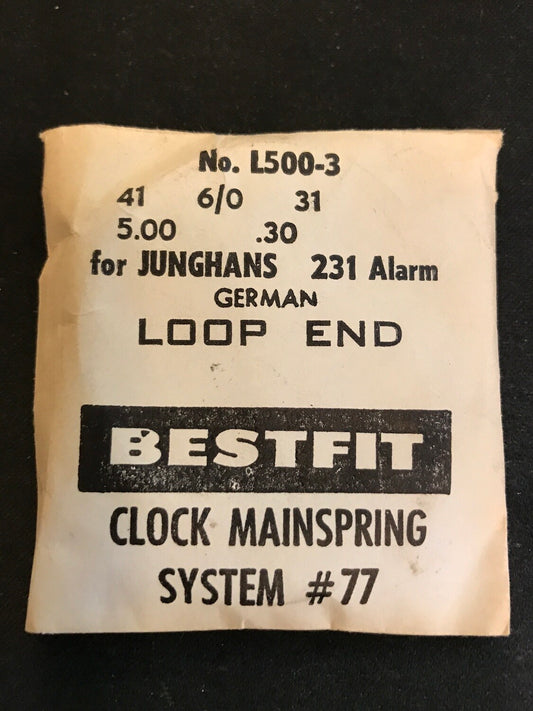 No. L500-3
41 6/0 31
5.00 .30
for JUNGHANS 231 Alarm
GERMAN
LOOP END
BESTFIT
CLOCK MAINSPRING
SYSTEM #77